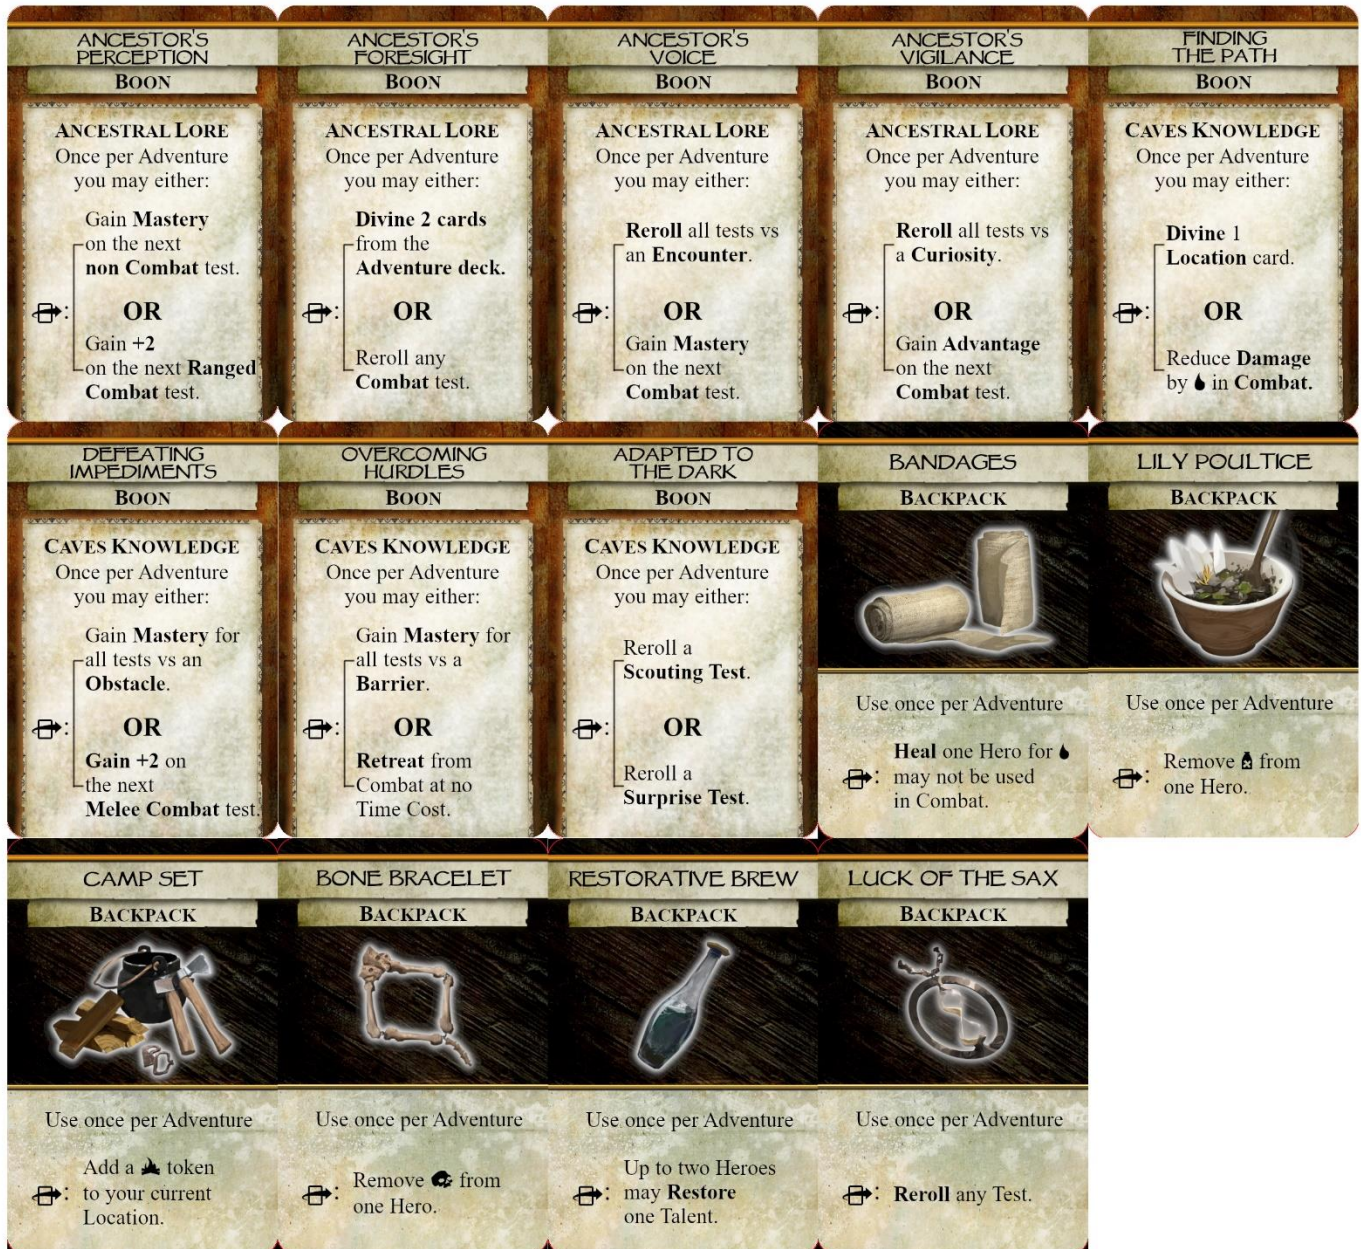 ANCESTOR'S
PERCEPTION
BOON
ANCESTRAL LORE
Once per Adventure
you may either:
Gain Mastery
on the next
non Combat test.
:
OR
Gain +2
on the next Ranged
Combat test.
ANCESTOR'S
FORESIGHT
BOON
ANCESTRAL LORE
Once per Adventure
you may either:
Divine 2 cards
from the
Adventure deck.
:
OR
Reroll any
Combat test.
ANCESTOR'S
VOICE
BOON
ANCESTRAL LORE
Once per Adventure
you may either:
Reroll all tests vs
an Encounter.
:
OR
Gain Mastery
on the next
Combat test.
ANCESTOR'S
VIGILANCE
BOON
ANCESTRAL LORE
Once per Adventure
you may either:
Reroll all tests vs
a Curiosity.
:
OR
Gain Advantage
on the next
Combat test.
FINDING
THE PATH
BOON
CAVES KNOWLEDGE
Once per Adventure
you may either:
Divine 1
Location card.
:
OR
Reduce Damage
by in Combat.
DEFEATING
IMPEDIMENTS
BOON
CAVES KNOWLEDGE
Once per Adventure
you may either:
Gain Mastery for
all tests vs an
Obstacle.
:
OR
Gain +2 on
the next
Melee Combat test.
OVERCOMING
HURDLES
BOON
CAVES KNOWLEDGE
Once per Adventure
you may either:
Gain Mastery for
all tests vs a
Barrier.
:
OR
Retreat from
Combat at no
Time Cost.
ADAPTED TO
THE DARK
BOON
CAVES KNOWLEDGE
Once per Adventure
you may either:
Reroll a
Scouting Test.
:
OR
Reroll a
Surprise Test.
BANDAGES
BACKPACK
Use once per Adventure
Heal one Hero for
: may not be used
in Combat.
LILY POULTICE
BACKPACK
Use once per Adventure
: Remove from
one Hero.
CAMP SET
BACKPACK
Use once per Adventure
Add a token
: to your current
Location.
BONE BRACELET
BACKPACK
Use once per Adventure
: Remove from
one Hero.
RESTORATIVE BREW
BACKPACK
Use once per Adventure
Up to two Heroes
: may Restore
one Talent.
LUCK OF THE SAX
BACKPACK
Use once per Adventure
: Reroll any Test.